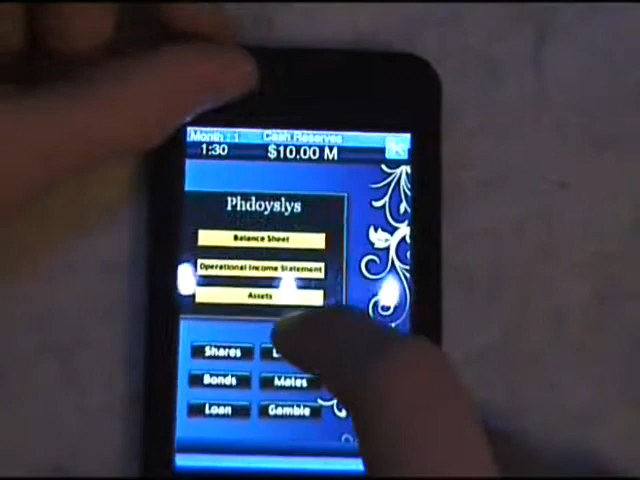 Month : 1 Cash Reserves
1:30 $10.00 M
Phdoyslys
Balance Sheet
Operational Income Statement
Assets
Shares
Bonds Mates
Loan Gamble